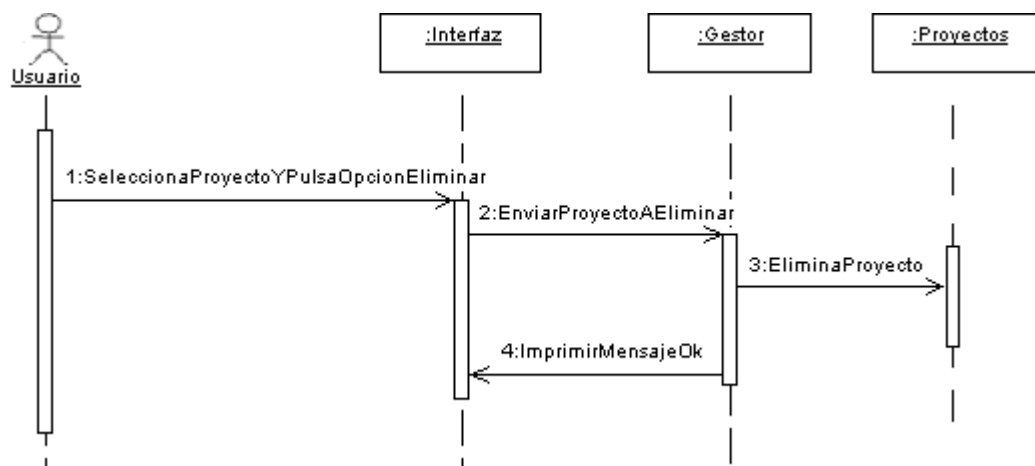 :Interfaz
:Gestor
:Proyectos
Usuario
1:SeleccionaProyectoYPulsaOpcionEliminar
2:EnviarProyectoAEliminar
3:EliminaProyecto
4:ImprimirMensajeOk